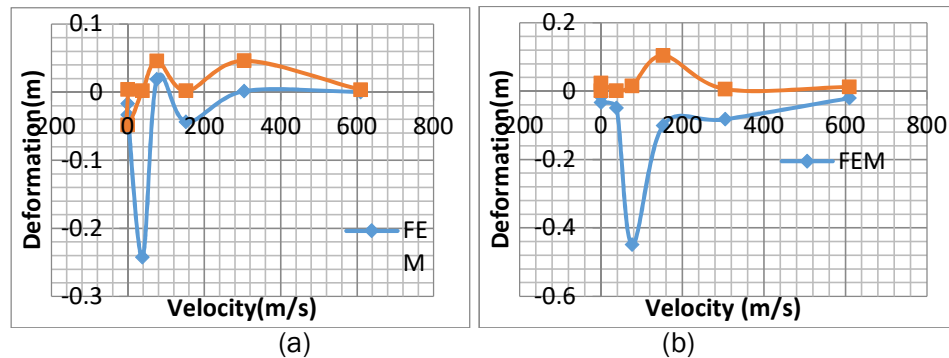 0.1
0
-0.1
-0.2
-0.3
200
0
200
400
600
800
Deformation(m)
Velocity(m/s)
FE
M
(a)
0.2
0
-0.2
-0.4
-0.6
200
0
200
400
600
800
Deformation(m)
Velocity (m/s)
FEM
(b)